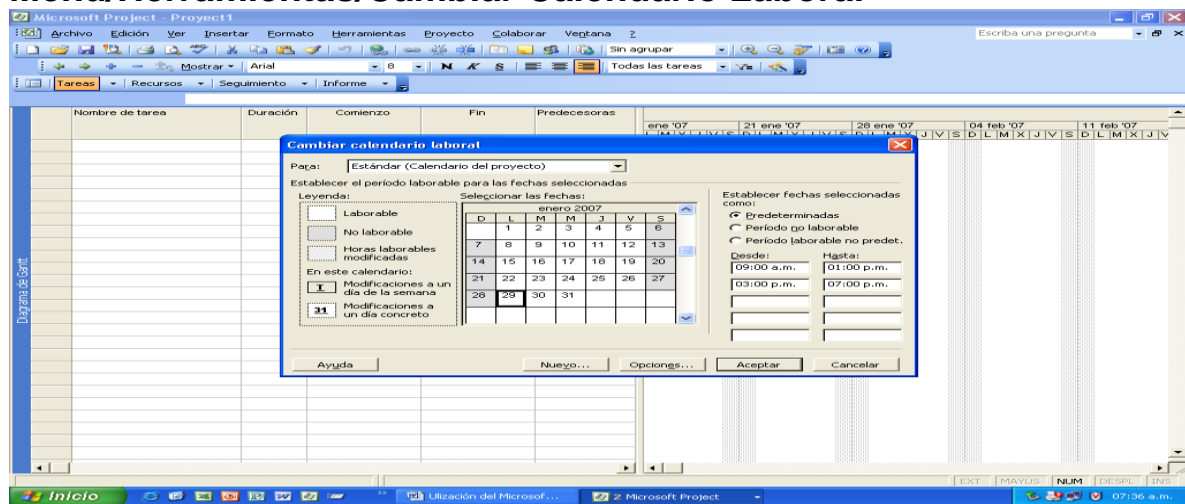 Menú/Herramientas/Cambiar Calendario Laboral
Microsoft Project - Proyecto1
Archivo Edición Ver Insertar Formato Herramientas Proyecto Colaborar Ventana ? Escriba una pregunta
Sin agrupar
Mostrar Arial 8 N K S Todas las tareas
Tareas Recursos Seguimiento Informe
Nombre de tarea Duración Comienzo Fin Predecesoras
ene '07 21 ene '07 28 ene '07 04 feb '07 11 feb '07
Cambiar calendario laboral
Para: Estándar (Calendario del proyecto)
Establecer el período laborable para las fechas seleccionadas
Leyenda:
Laborable
No laborable
Horas laborables
modificadas
En este calendario:
I Modificaciones a un
día de la semana
31 Modificaciones a
un día concreto
Seleccionar las fechas:
enero 2007
D L M M J V S
1 2 3 4 5 6
7 8 9 10 11 12 13
14 15 16 17 18 19 20
21 22 23 24 25 26 27
28 29 30 31
Establecer fechas seleccionadas
como:
Predeterminadas
Período no laborable
Período laborable no predet.
Desde: Hasta:
09:00 a.m. 01:00 p.m.
03:00 p.m. 07:00 p.m.
Ayuda Nuevo... Opciones... Aceptar Cancelar
Diagrama de Gantt
EXT MAYÚS NUM DESPL INS
Inicio Ulización del Microsof... 2 Microsoft Project 07:36 a.m.